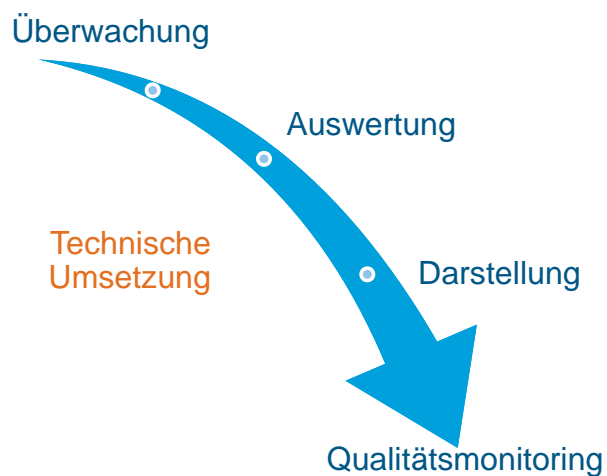 Überwachung
Auswertung
Technische
Umsetzung
Darstellung
Qualitätsmonitoring